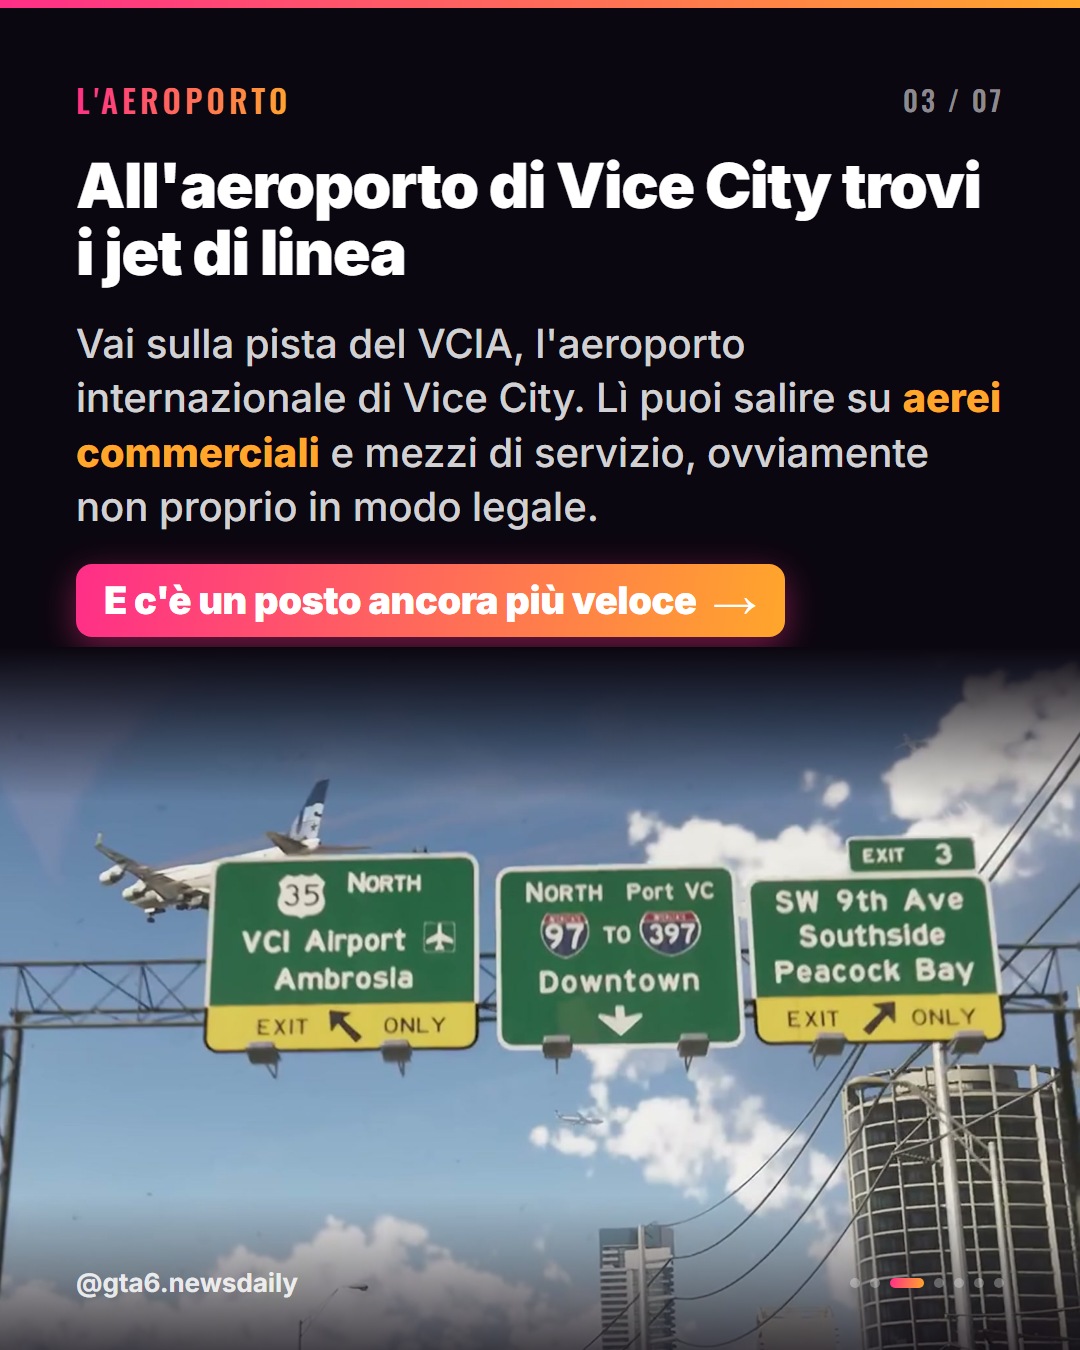 L'AEROPORTO
03 / 07
All'aeroporto di Vice City trovi
i jet di linea
Vai sulla pista del VCIA, l'aeroporto
internazionale di Vice City. Lì puoi salire su aerei
commerciali e mezzi di servizio, ovviamente
non proprio in modo legale.
E c'è un posto ancora più veloce →
35 NORTH
VCI Airport
Ambrosia
EXIT ONLY
NORTH Port VC
97 TO 397
Downtown
EXIT 3
SW 9th Ave
Southside
Peacock Bay
EXIT ONLY
@gta6.newsdaily